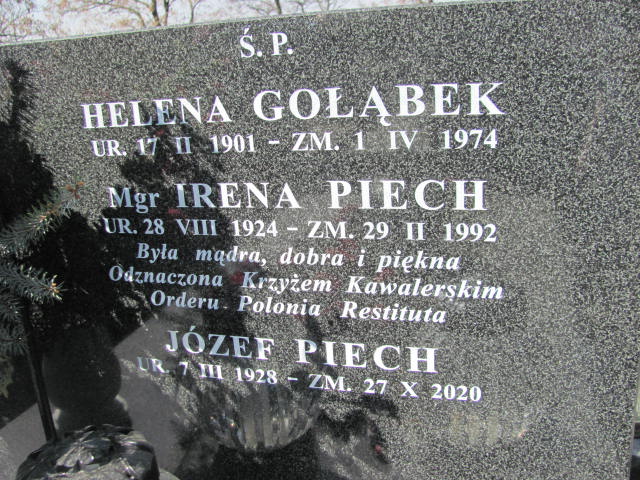 Ś. P.
HELENA GOŁĄBEK
UR. 17 II 1901 – ZM. 1 IV 1974
Mgr IRENA PIECH
UR. 28 VIII 1924 – ZM. 29 II 1992
Była mądra, dobra i piękna
Odznaczona Krzyżem Kawalerskim
Orderu Polonia Restituta
JÓZEF PIECH
UR. 7 III 1928 – ZM. 27 X 2020